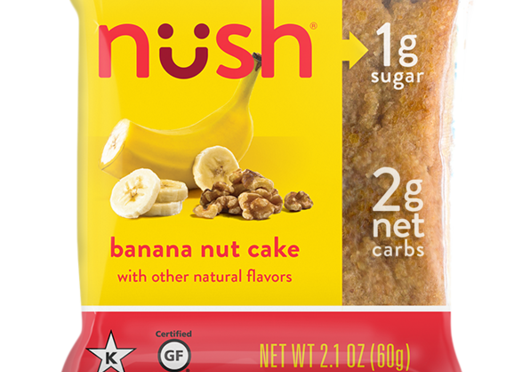 nüsh®
1g
sugar
2g
net
carbs
banana nut cake
with other natural flavors
K
Certified
GF
NET WT 2.1 OZ (60g)